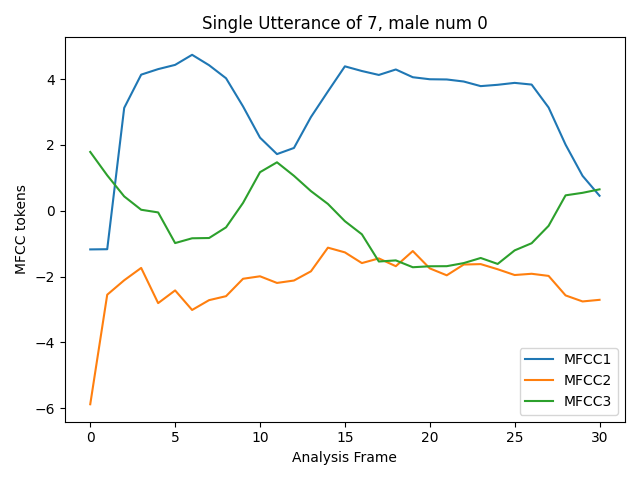 Single Utterance of 7, male num 0
MFCC tokens
4
2
0
−2
−4
−6
0 5 10 15 20 25 30
Analysis Frame
MFCC1
MFCC2
MFCC3